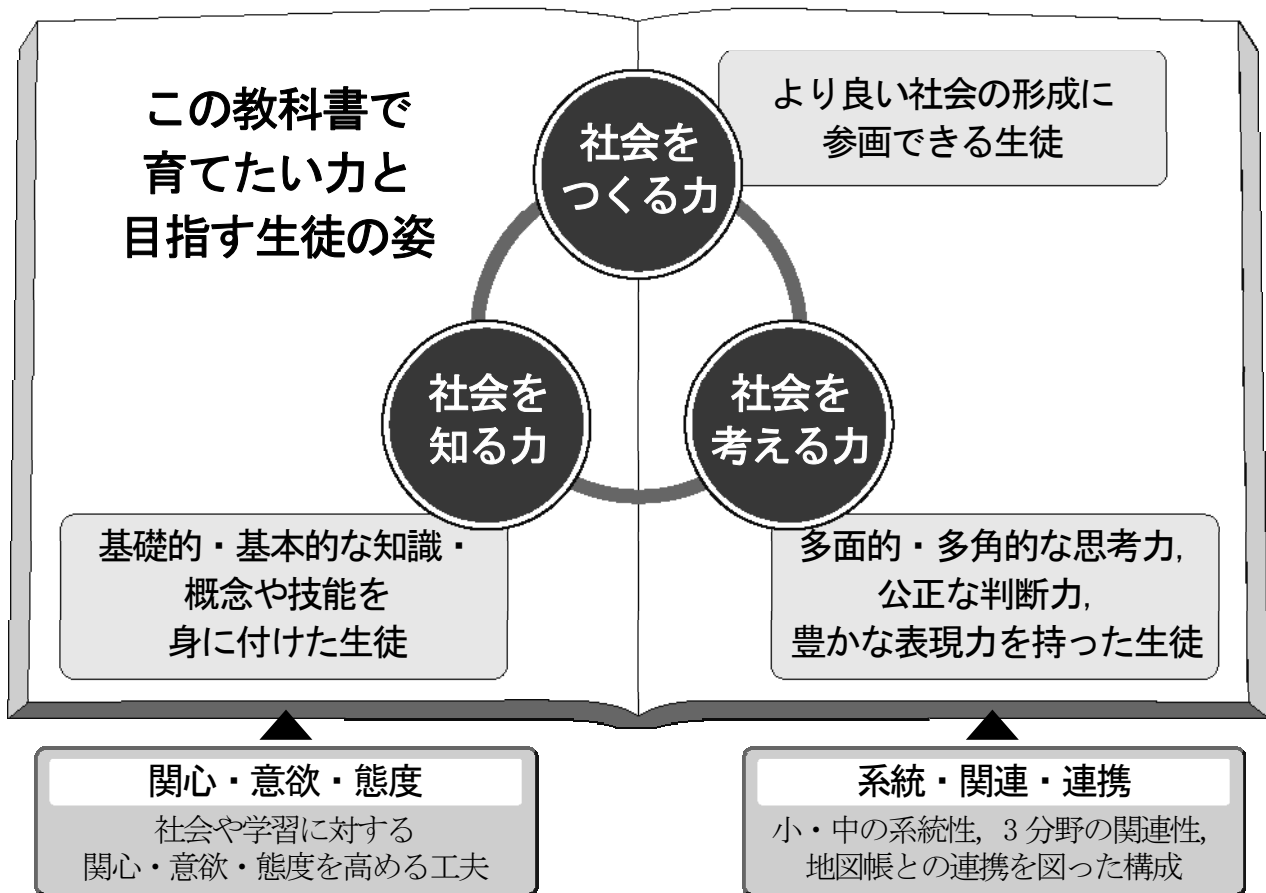 この教科書で
育てたい力と
目指す生徒の姿
社会を
つくる力
より良い社会の形成に
参画できる生徒
社会を
知る力
基礎的・基本的な知識・
概念や技能を
身に付けた生徒
社会を
考える力
多面的・多角的な思考力,
公正な判断力,
豊かな表現力を持った生徒
関心・意欲・態度
社会や学習に対する
関心・意欲・態度を高める工夫
系統・関連・連携
小・中の系統性, 3分野の関連性,
地図帳との連携を図った構成